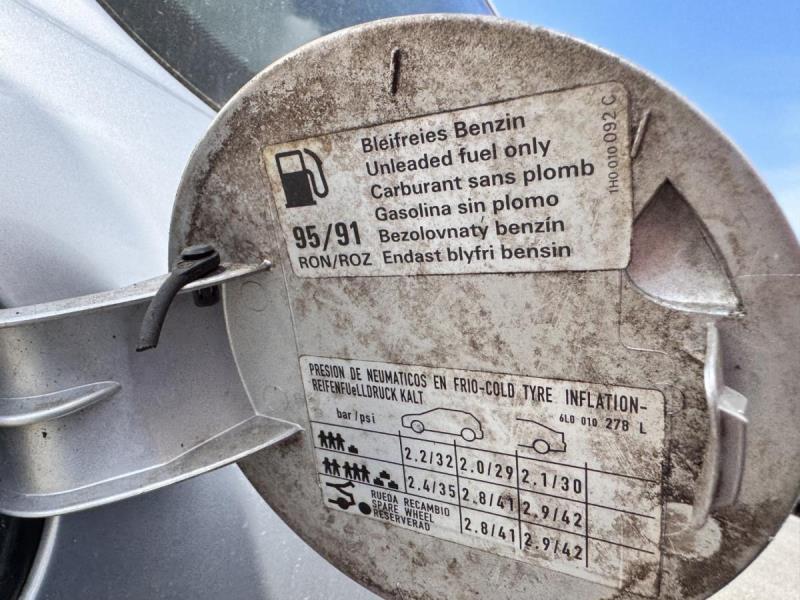 Bleifreies Benzin
Unleaded fuel only
Carburant sans plomb
Gasolina sin plomo
95/91 Bezolovnatý benzín
RON/ROZ Endast blyfri bensin
1H0 010 092 C
PRESION DE NEUMATICOS EN FRIO-COLD TYRE INFLATION-
REIFENFUeLLDRUCK KALT
6L0 010 278 L
bar/psi
2.2/32 2.0/29 2.1/30
2.4/35 2.8/41 2.9/42
RUEDA RECAMBIO
SPARE WHEEL
RESERVERAD
2.8/41 2.9/42